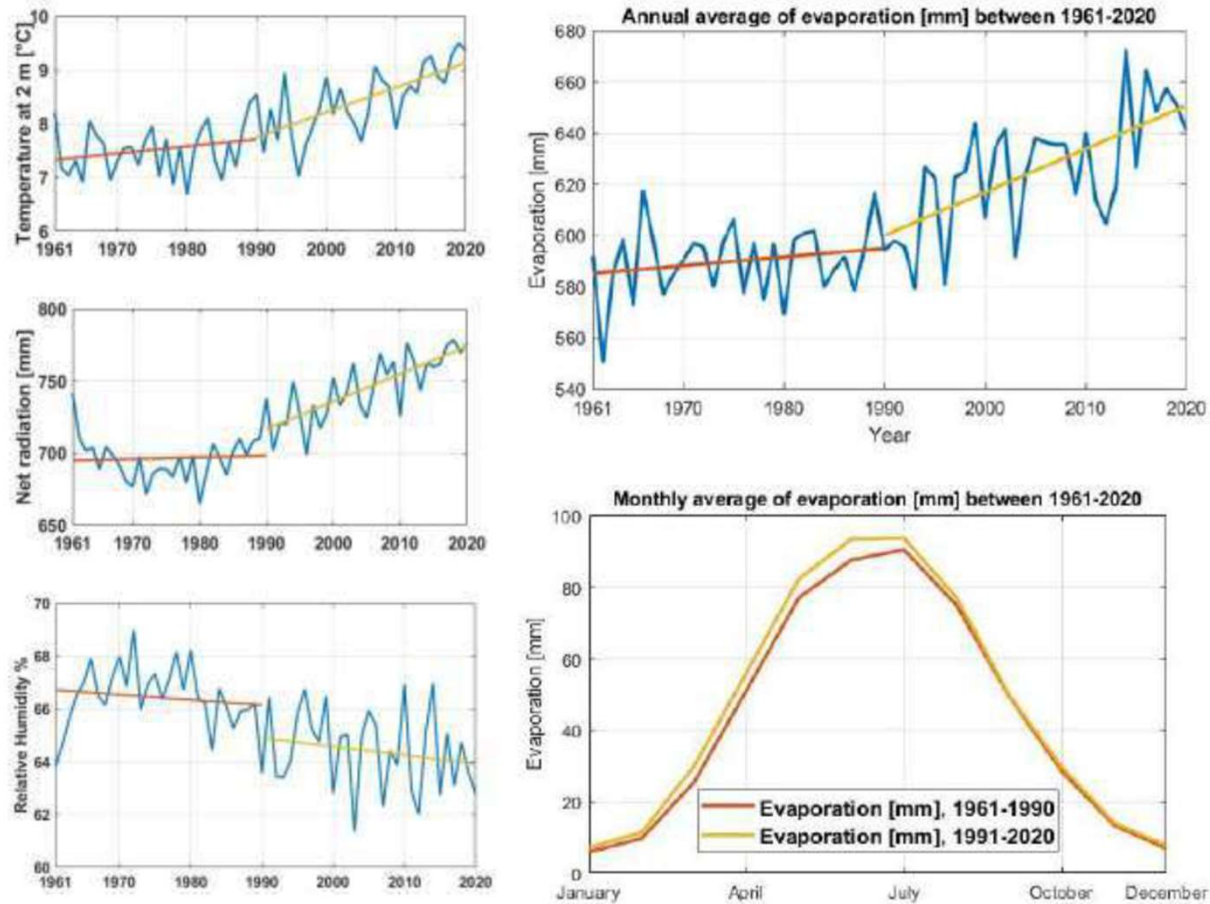 Temperature at 2 m [°C]
10
9
8
7
6
1961 1970 1980 1990 2000 2010 2020
Net radiation [mm]
800
750
700
650
1961 1970 1980 1990 2000 2010 2020
Relative Humidity %
70
68
66
64
62
60
1961 1970 1980 1990 2000 2010 2020
Annual average of evaporation [mm] between 1961-2020
Evaporation [mm]
680
660
640
620
600
580
560
540
1961 1970 1980 1990 2000 2010 2020
Year
Monthly average of evaporation [mm] between 1961-2020
Evaporation [mm]
100
80
60
40
20
0
Evaporation [mm], 1961-1990
Evaporation [mm], 1991-2020
January April July October December